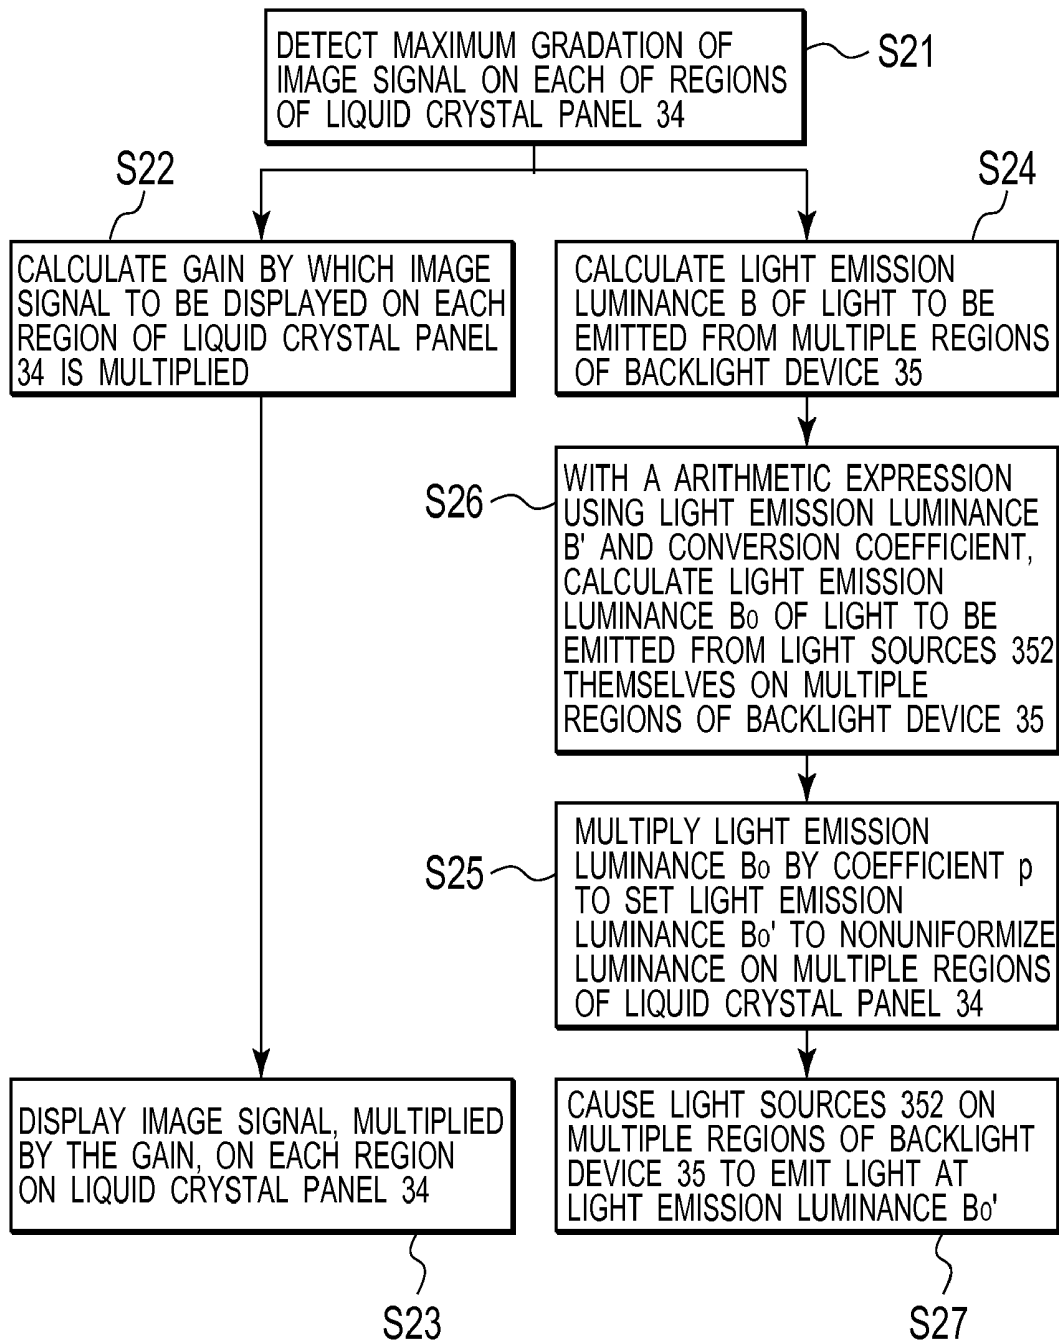 DETECT MAXIMUM GRADATION OF
IMAGE SIGNAL ON EACH OF REGIONS
OF LIQUID CRYSTAL PANEL 34
S21
S22
CALCULATE GAIN BY WHICH IMAGE
SIGNAL TO BE DISPLAYED ON EACH
REGION OF LIQUID CRYSTAL PANEL
34 IS MULTIPLIED
S24
CALCULATE LIGHT EMISSION
LUMINANCE B OF LIGHT TO BE
EMITTED FROM MULTIPLE REGIONS
OF BACKLIGHT DEVICE 35
S26
WITH A ARITHMETIC EXPRESSION
USING LIGHT EMISSION LUMINANCE
B' AND CONVERSION COEFFICIENT,
CALCULATE LIGHT EMISSION
LUMINANCE B0 OF LIGHT TO BE
EMITTED FROM LIGHT SOURCES 352
THEMSELVES ON MULTIPLE
REGIONS OF BACKLIGHT DEVICE 35
S25
MULTIPLY LIGHT EMISSION
LUMINANCE B0 BY COEFFICIENT p
TO SET LIGHT EMISSION
LUMINANCE B0' TO NONUNIFORMIZE
LUMINANCE ON MULTIPLE REGIONS
OF LIQUID CRYSTAL PANEL 34
DISPLAY IMAGE SIGNAL, MULTIPLIED
BY THE GAIN, ON EACH REGION
ON LIQUID CRYSTAL PANEL 34
S23
CAUSE LIGHT SOURCES 352 ON
MULTIPLE REGIONS OF BACKLIGHT
DEVICE 35 TO EMIT LIGHT AT
LIGHT EMISSION LUMINANCE B0'
S27